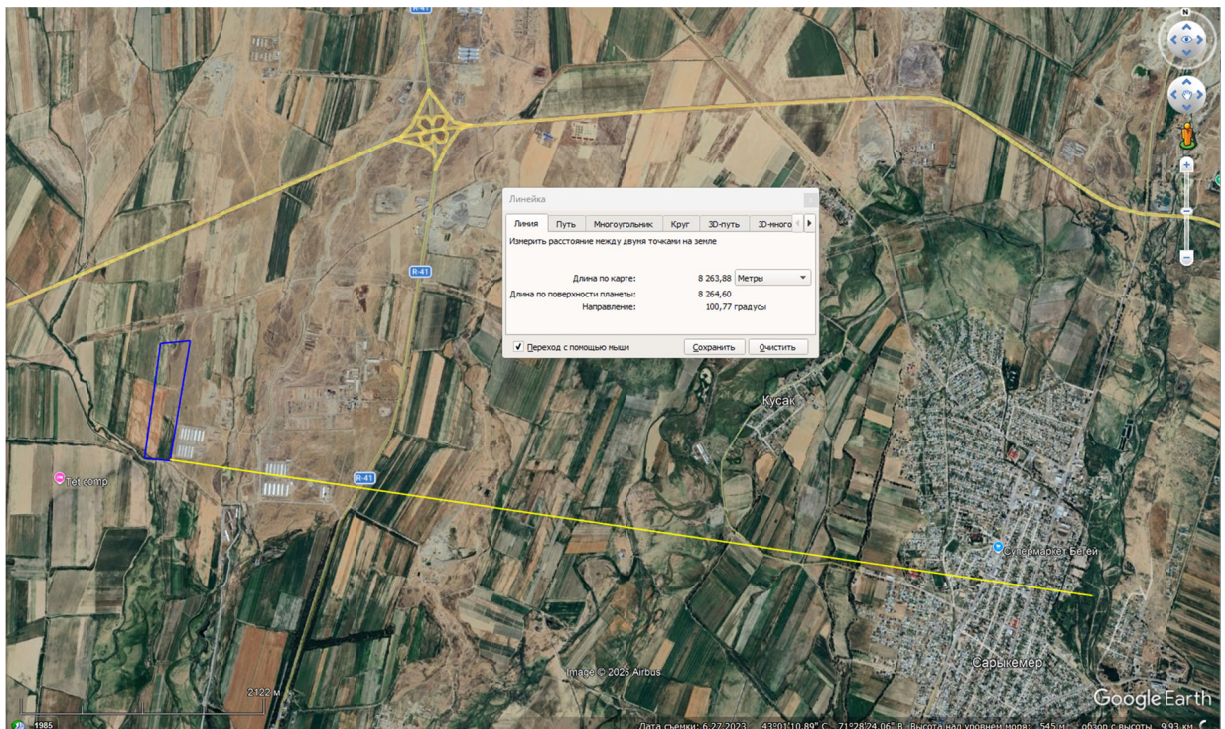 R-41
N
Линейка
Линия Путь Многоугольник Круг 3D-путь 3D-много
Измерить расстояние между двумя точками на земле
Длина по карте: 8 263,88 Метры
Длина по поверхности планеты: 8 264,60
Направление: 100,77 градусы
Переход с помощью мыши Сохранить Очистить
R-41
Кусак
R-41
Tet comp
Супермаркет Бегей
Сарыкемер
Image © 2025 Airbus
2122 м
Google Earth
1985
Дата съемки: 6.27.2023 43°01'10.89" С 71°28'24.06" В Высота над уровнем моря: 545 м обзор с высоты 9.93 км